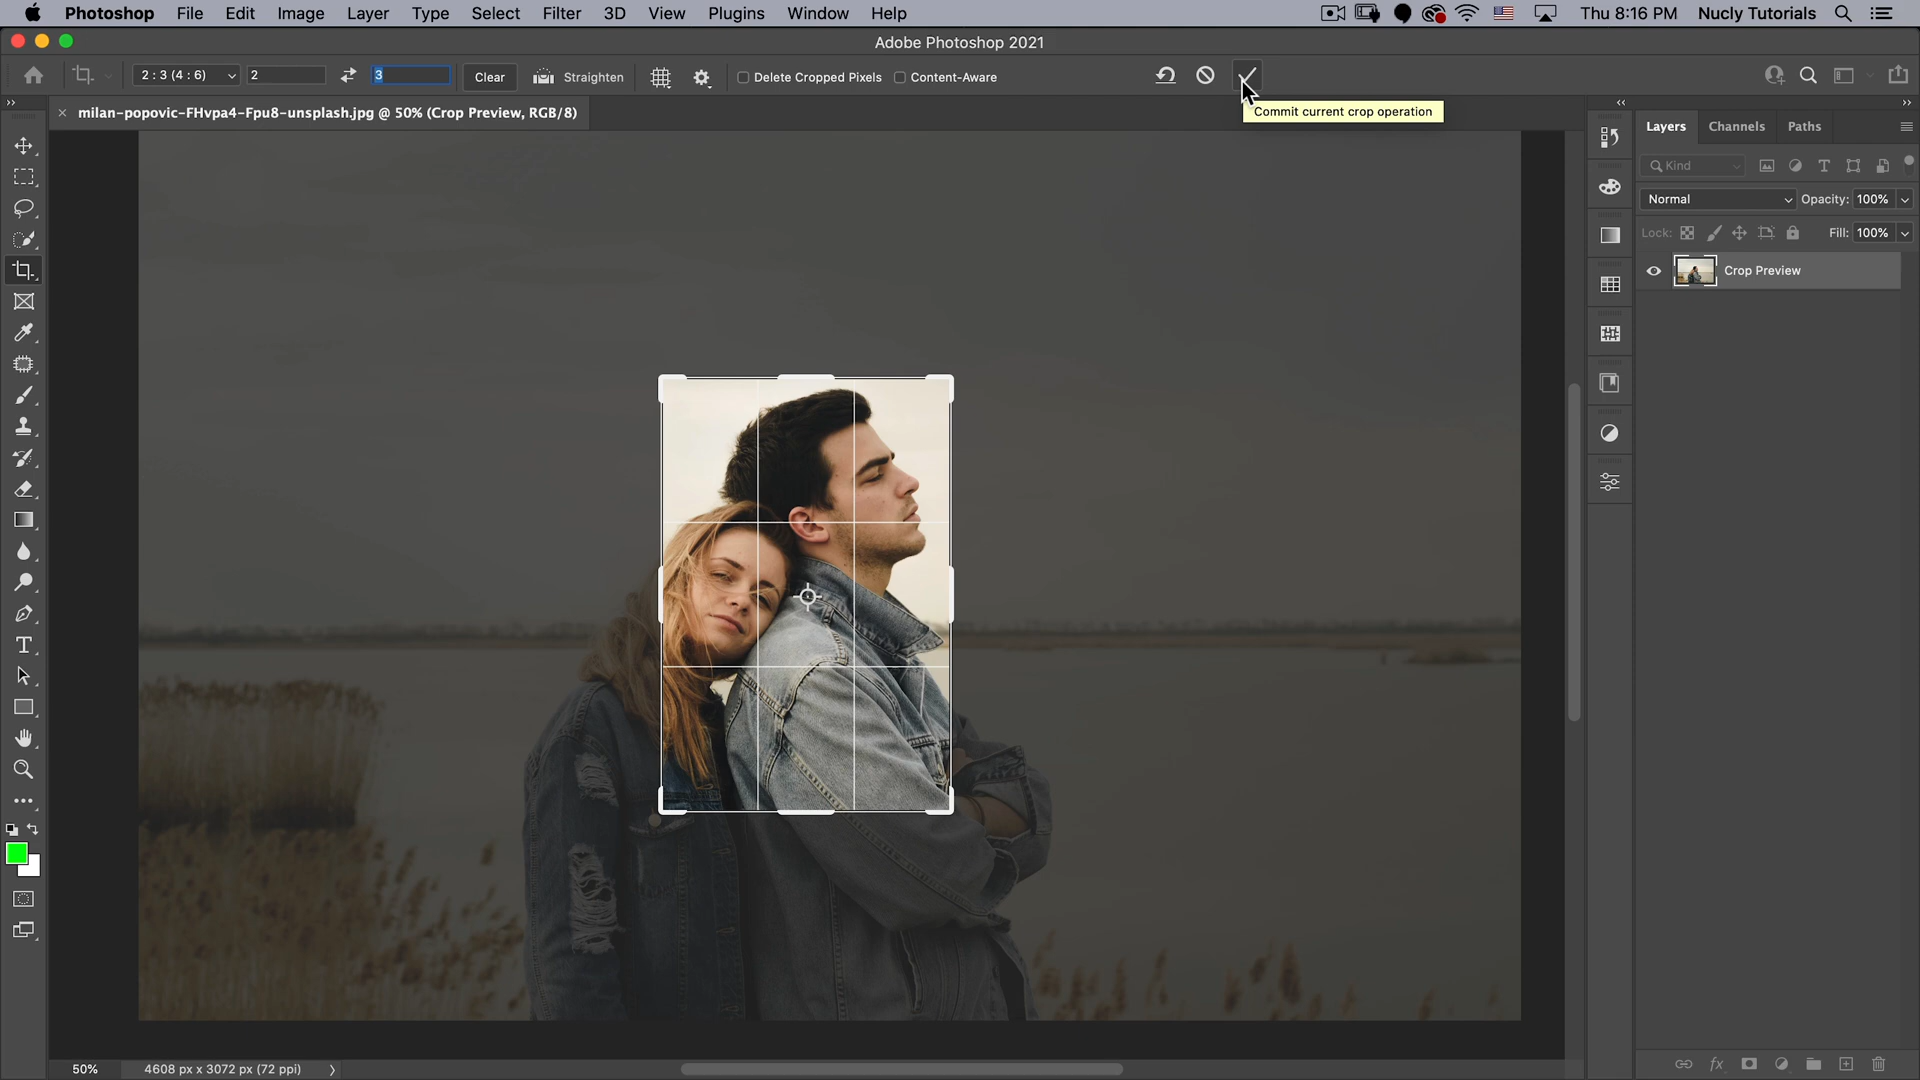 Photoshop File Edit Image Layer Type Select Filter 3D View Plugins Window Help Thu 8:16 PM Nucly Tutorials
Adobe Photoshop 2021
2 : 3 (4 : 6) 2 3 Clear Straighten Delete Cropped Pixels Content-Aware
Commit current crop operation
milan-popovic-FHvpa4-Fpu8-unsplash.jpg @ 50% (Crop Preview, RGB/8)
Layers Channels Paths
Kind
Normal Opacity: 100%
Lock: Fill: 100%
Crop Preview
50% 4608 px x 3072 px (72 ppi)